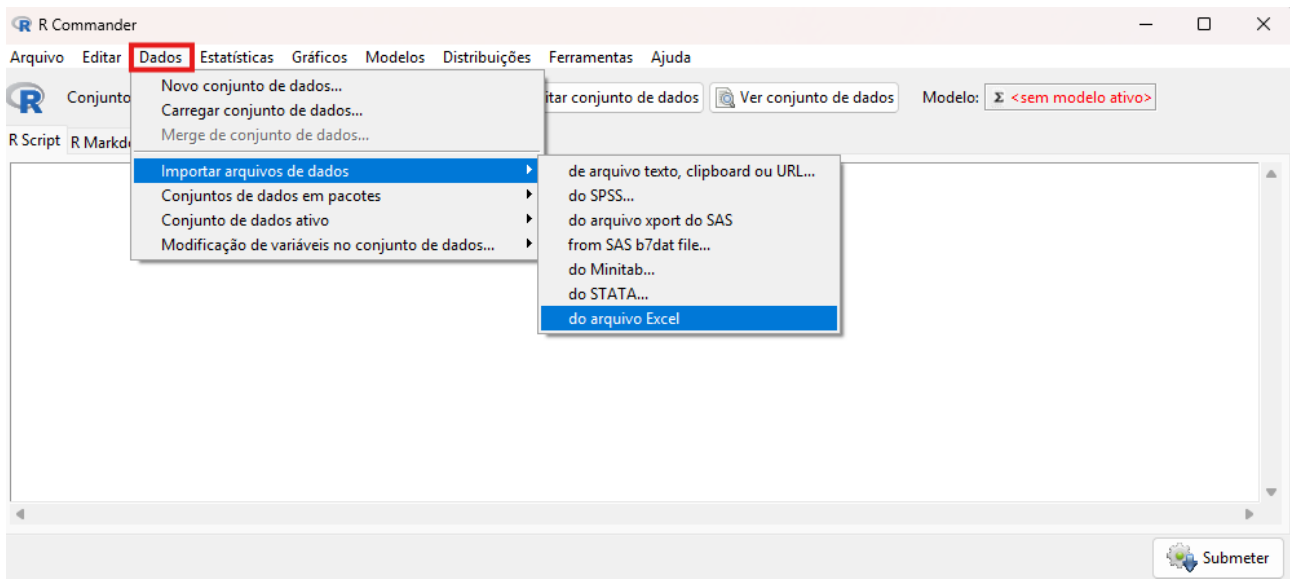 R Commander
Arquivo Editar Dados Estatísticas Gráficos Modelos Distribuições Ferramentas Ajuda
Conjunto itar conjunto de dados Ver conjunto de dados Modelo: Σ <sem modelo ativo>
R Script R Markd
Novo conjunto de dados...
Carregar conjunto de dados...
Merge de conjunto de dados...
Importar arquivos de dados
Conjuntos de dados em pacotes
Conjunto de dados ativo
Modificação de variáveis no conjunto de dados...
de arquivo texto, clipboard ou URL...
do SPSS...
do arquivo xport do SAS
from SAS b7dat file...
do Minitab...
do STATA...
do arquivo Excel
Submeter